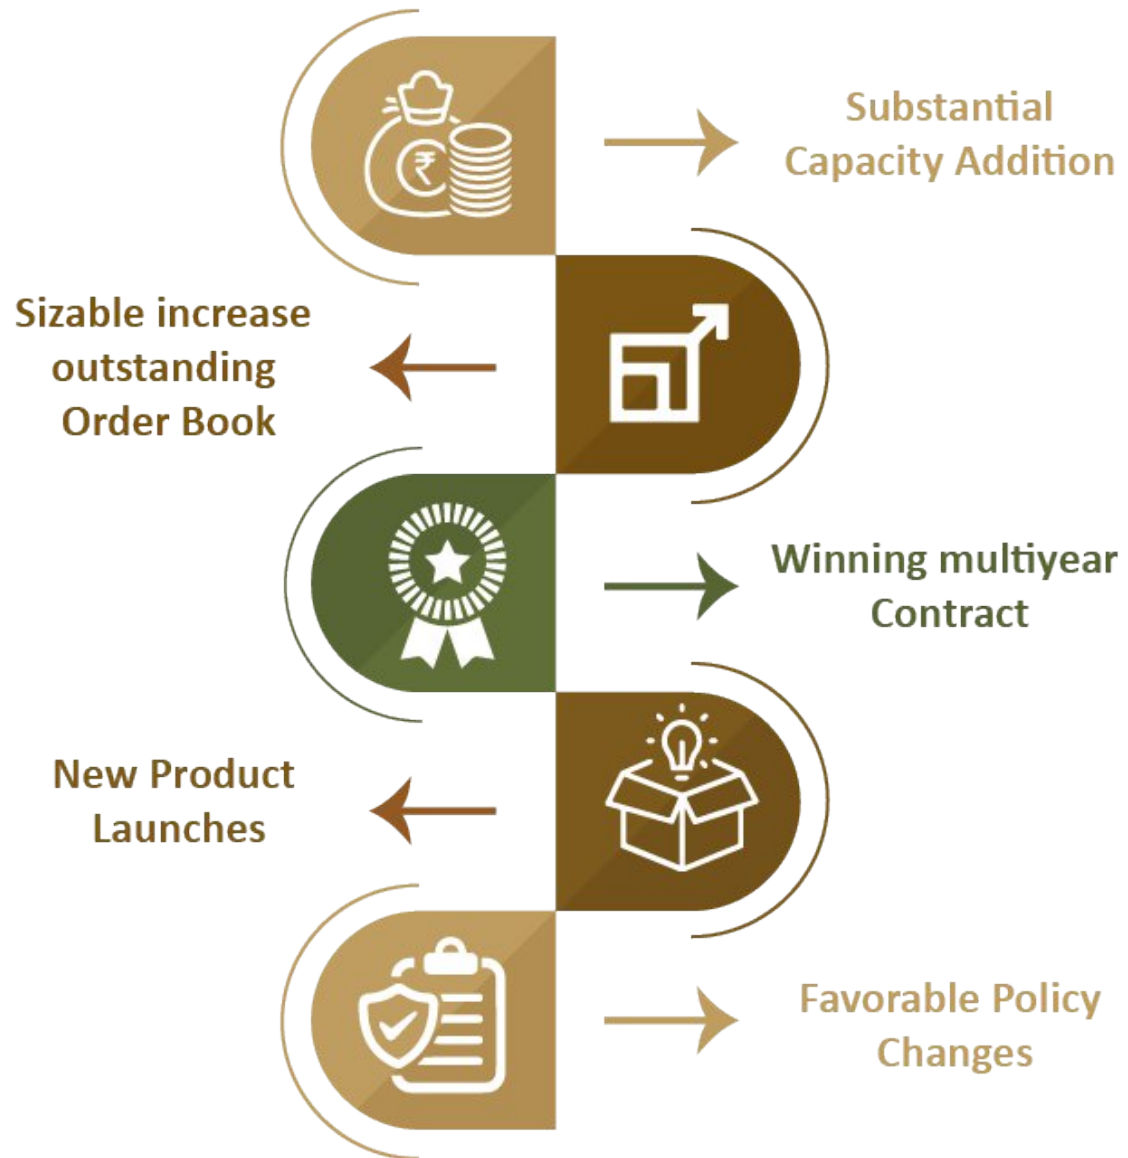 ₹
Substantial
Capacity Addition
Sizable increase
outstanding
Order Book
Winning multiyear
Contract
New Product
Launches
Favorable Policy
Changes